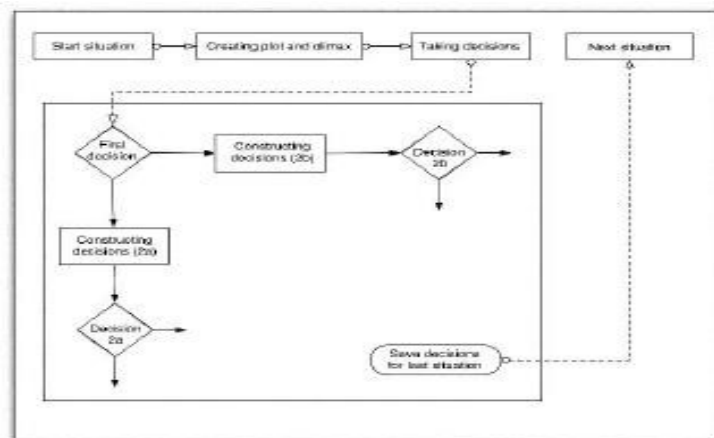 Start situation
Creating plot and climax
Taking decisions
Next situation
decision
Constructing
decisions (2b)
Decision
2b
Constructing
decisions (2a)
Decision
2a
Save decisions
for last situation